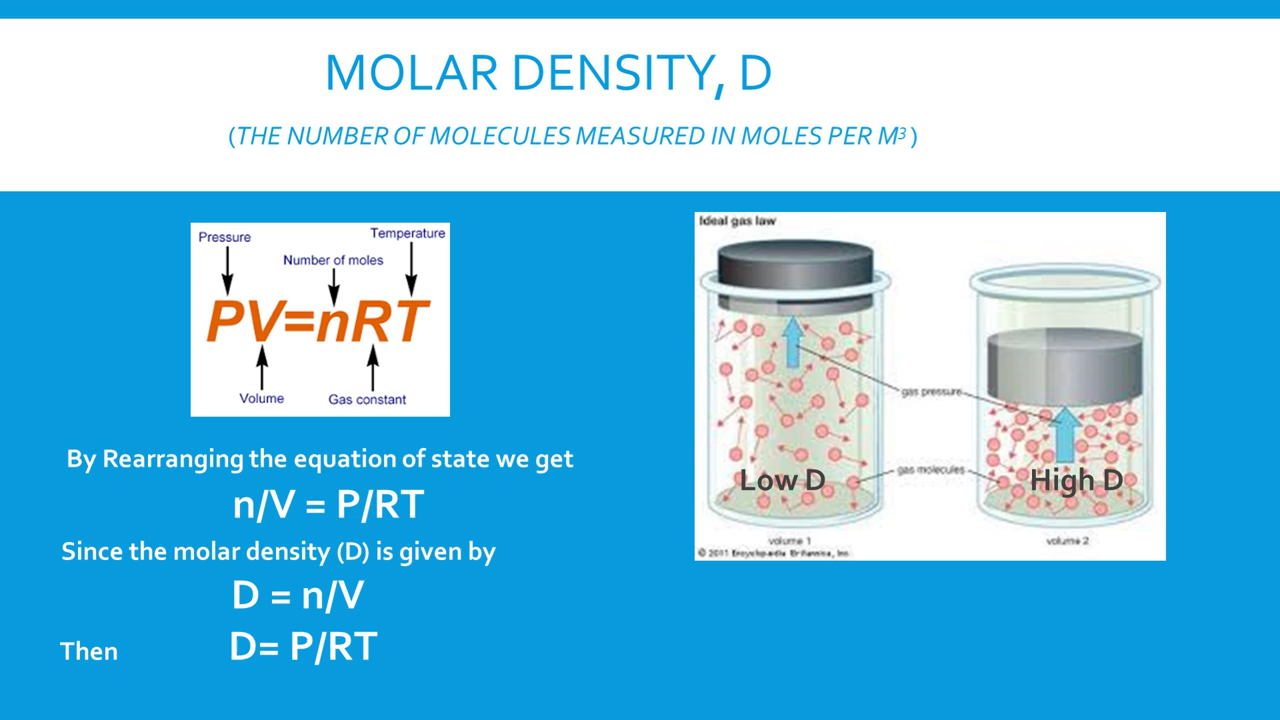 MOLAR DENSITY, D
(THE NUMBER OF MOLECULES MEASURED IN MOLES PER M³ )
Pressure
Temperature
Number of moles
PV=nRT
Volume
Gas constant
By Rearranging the equation of state we get
n/V = P/RT
Since the molar density (D) is given by
D = n/V
Then D= P/RT
Ideal gas law
gas pressure
gas molecules
Low D
High D
volume 1
volume 2
© 2011 Encyclopædia Britannica, Inc.